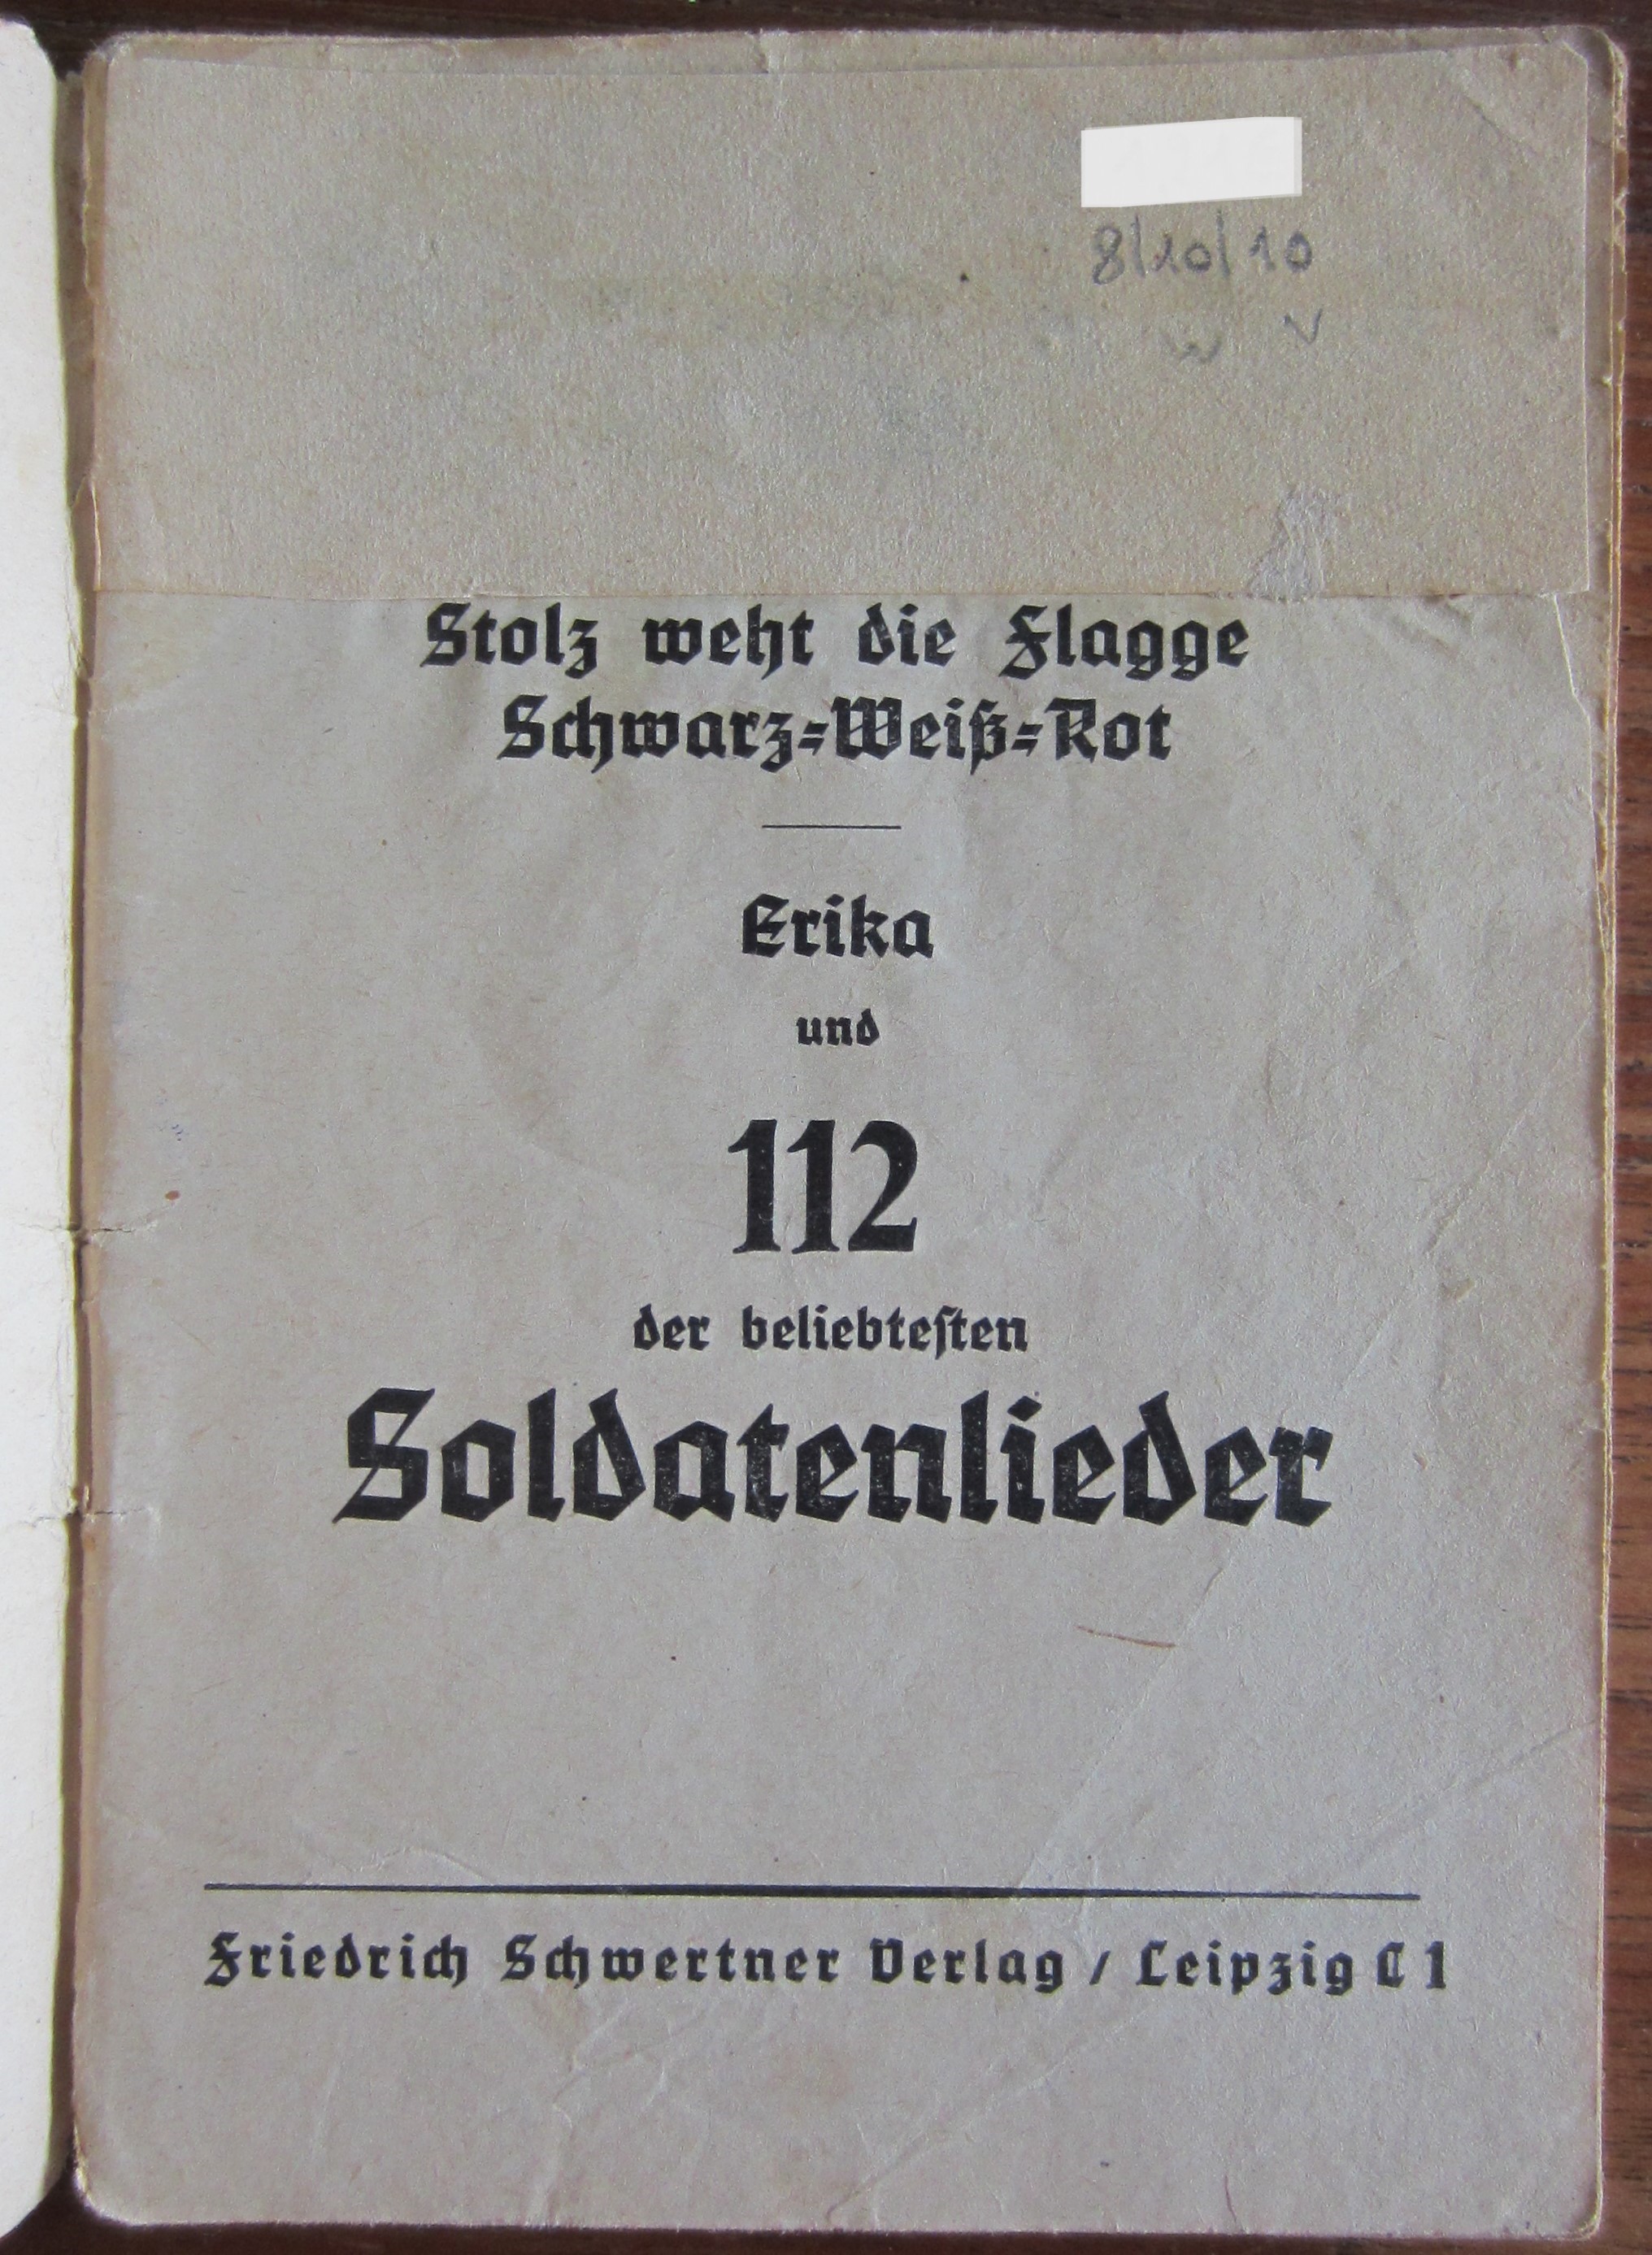 8/10/10
Stolz weht die Flagge
Schwarz=Weiß=Rot
Erika
und
112
der beliebteſten
Soldatenlieder
Friedrich Schwertner Verlag / Leipzig C 1